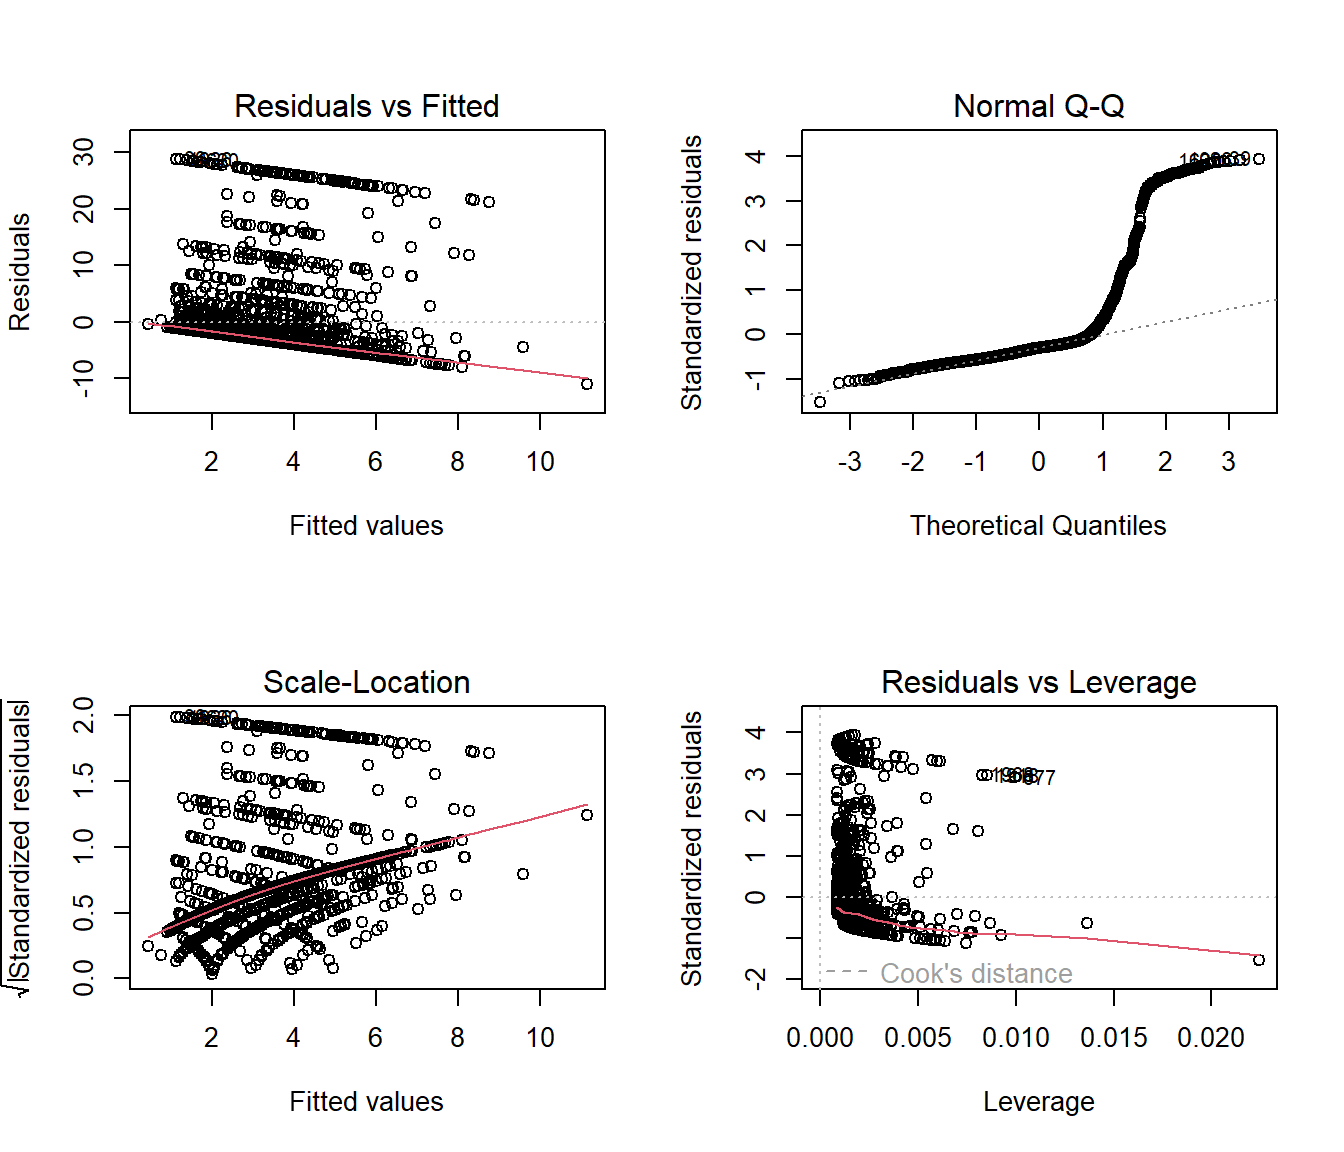 Residuals vs Fitted
Residuals
30
20
10
0
-10
2 4 6 8 10
Fitted values
Normal Q-Q
Standardized residuals
4
3
2
1
0
-1
-3 -2 -1 0 1 2 3
Theoretical Quantiles
Scale-Location
√|Standardized residuals|
2.0
1.5
1.0
0.5
0.0
2 4 6 8 10
Fitted values
Residuals vs Leverage
Standardized residuals
4
3
2
1
0
-2
Cook's distance
0.000 0.005 0.010 0.015 0.020
Leverage